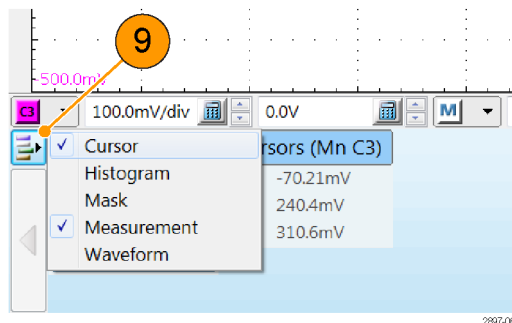 9
-500.0m
C3 100.0mV/div 0.0V M
Cursor
rsors (Mn C3)
Histogram
-70.21mV
Mask
240.4mV
Measurement
310.6mV
Waveform